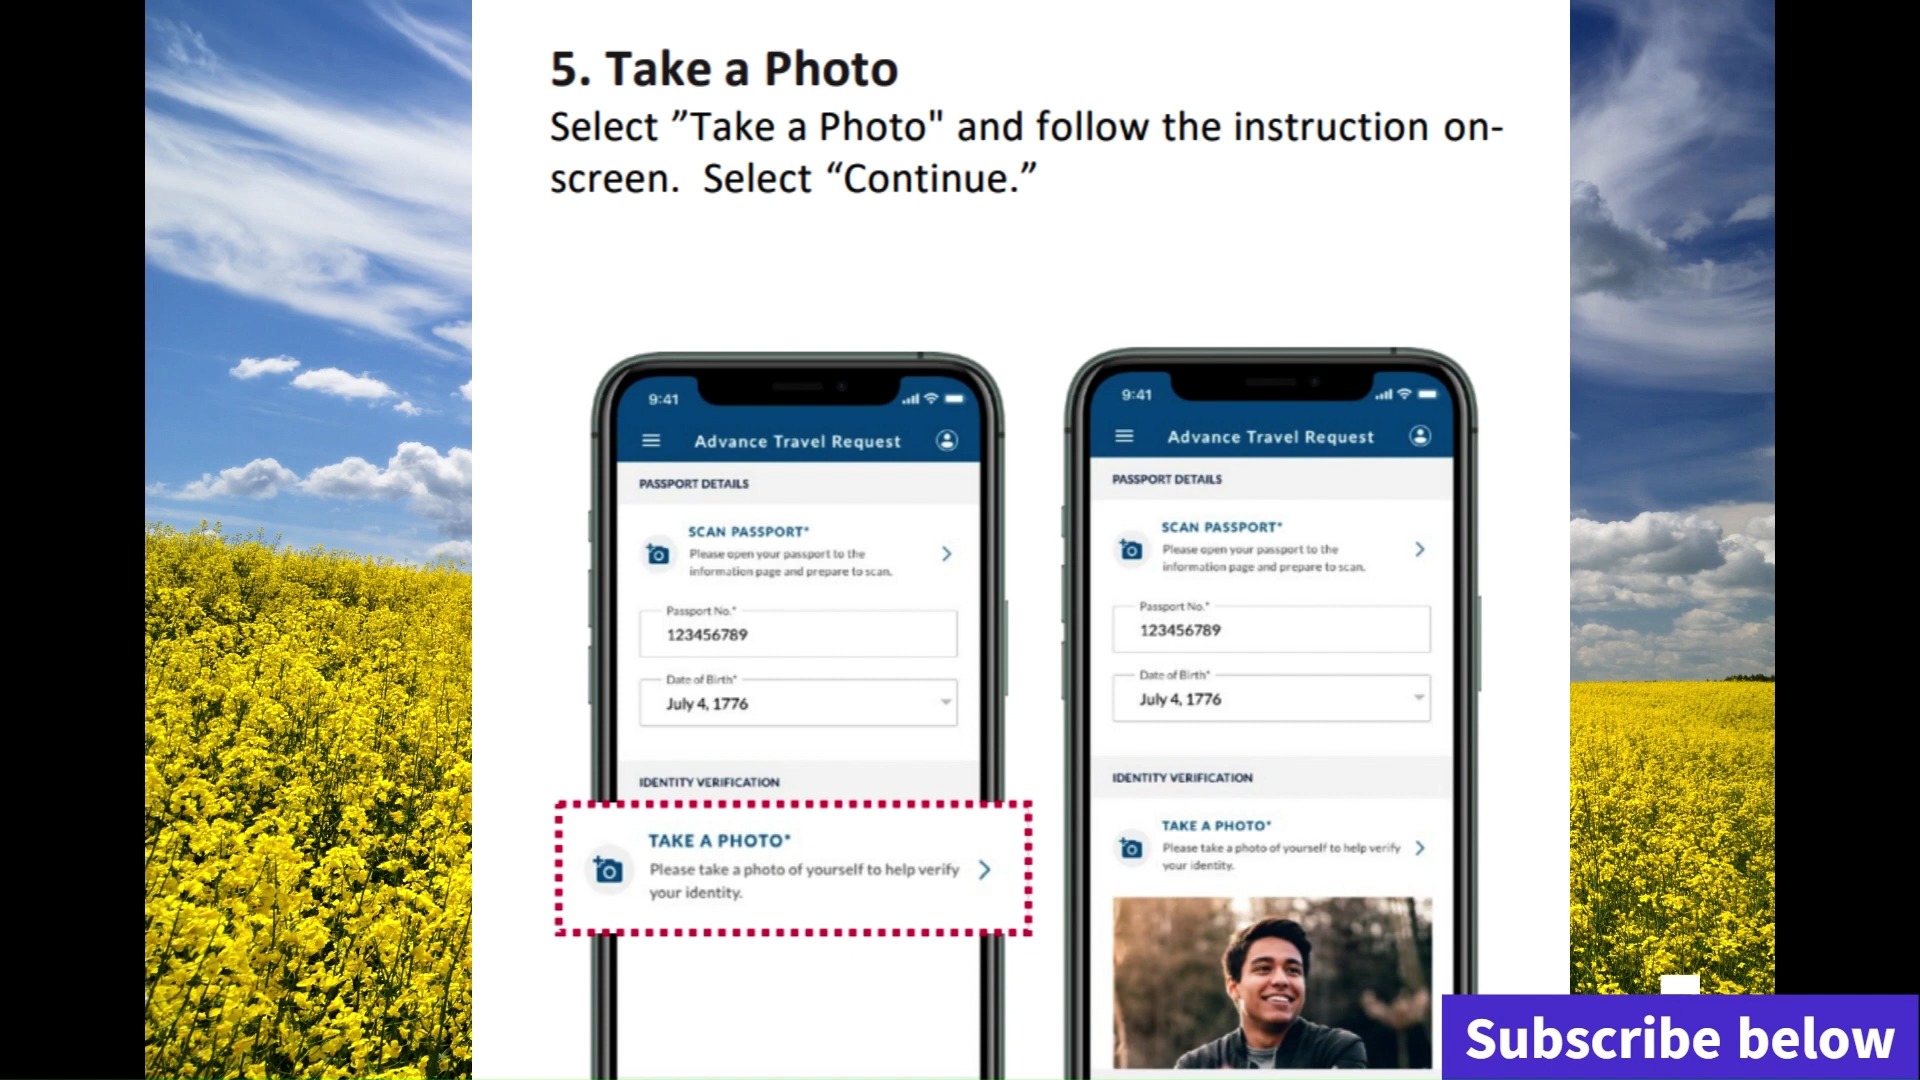 5. Take a Photo
Select ”Take a Photo" and follow the instruction on-
screen. Select “Continue.”
9:41
Advance Travel Request
PASSPORT DETAILS
SCAN PASSPORT*
Please open your passport to the
information page and prepare to scan.
Passport No.*
123456789
Date of Birth*
July 4, 1776
IDENTITY VERIFICATION
TAKE A PHOTO*
Please take a photo of yourself to help verify
your identity.
9:41
Advance Travel Request
PASSPORT DETAILS
SCAN PASSPORT*
Please open your passport to the
information page and prepare to scan.
Passport No.*
123456789
Date of Birth*
July 4, 1776
IDENTITY VERIFICATION
TAKE A PHOTO*
Please take a photo of yourself to help verify
your identity.
Subscribe below